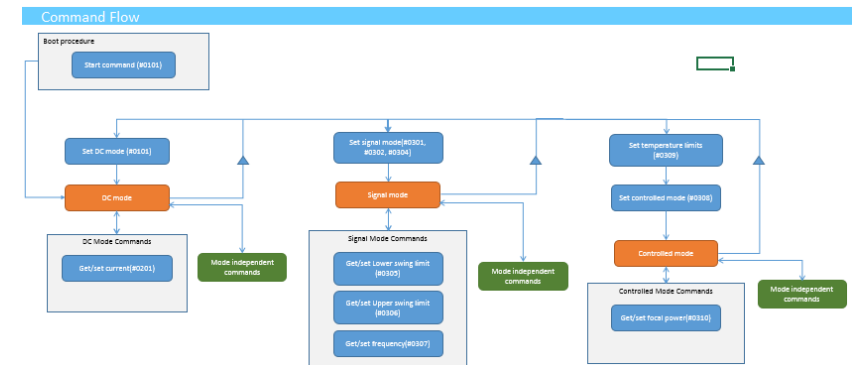 Command Flow
Boot procedure
Start command (#0101)
Set DC mode (#0101)
DC mode
DC Mode Commands
Get/set current(#0201)
Mode independent
commands
Set signal mode(#0301,
#0302, #0304)
Signal mode
Signal Mode Commands
Get/set Lower swing limit
(#0305)
Get/set Upper swing limit
(#0306)
Get/set frequency(#0307)
Mode independent
commands
Set temperature limits
(#0309)
Set controlled mode (#0308)
Controlled mode
Controlled Mode Commands
Get/set focal power(#0310)
Mode independent
commands